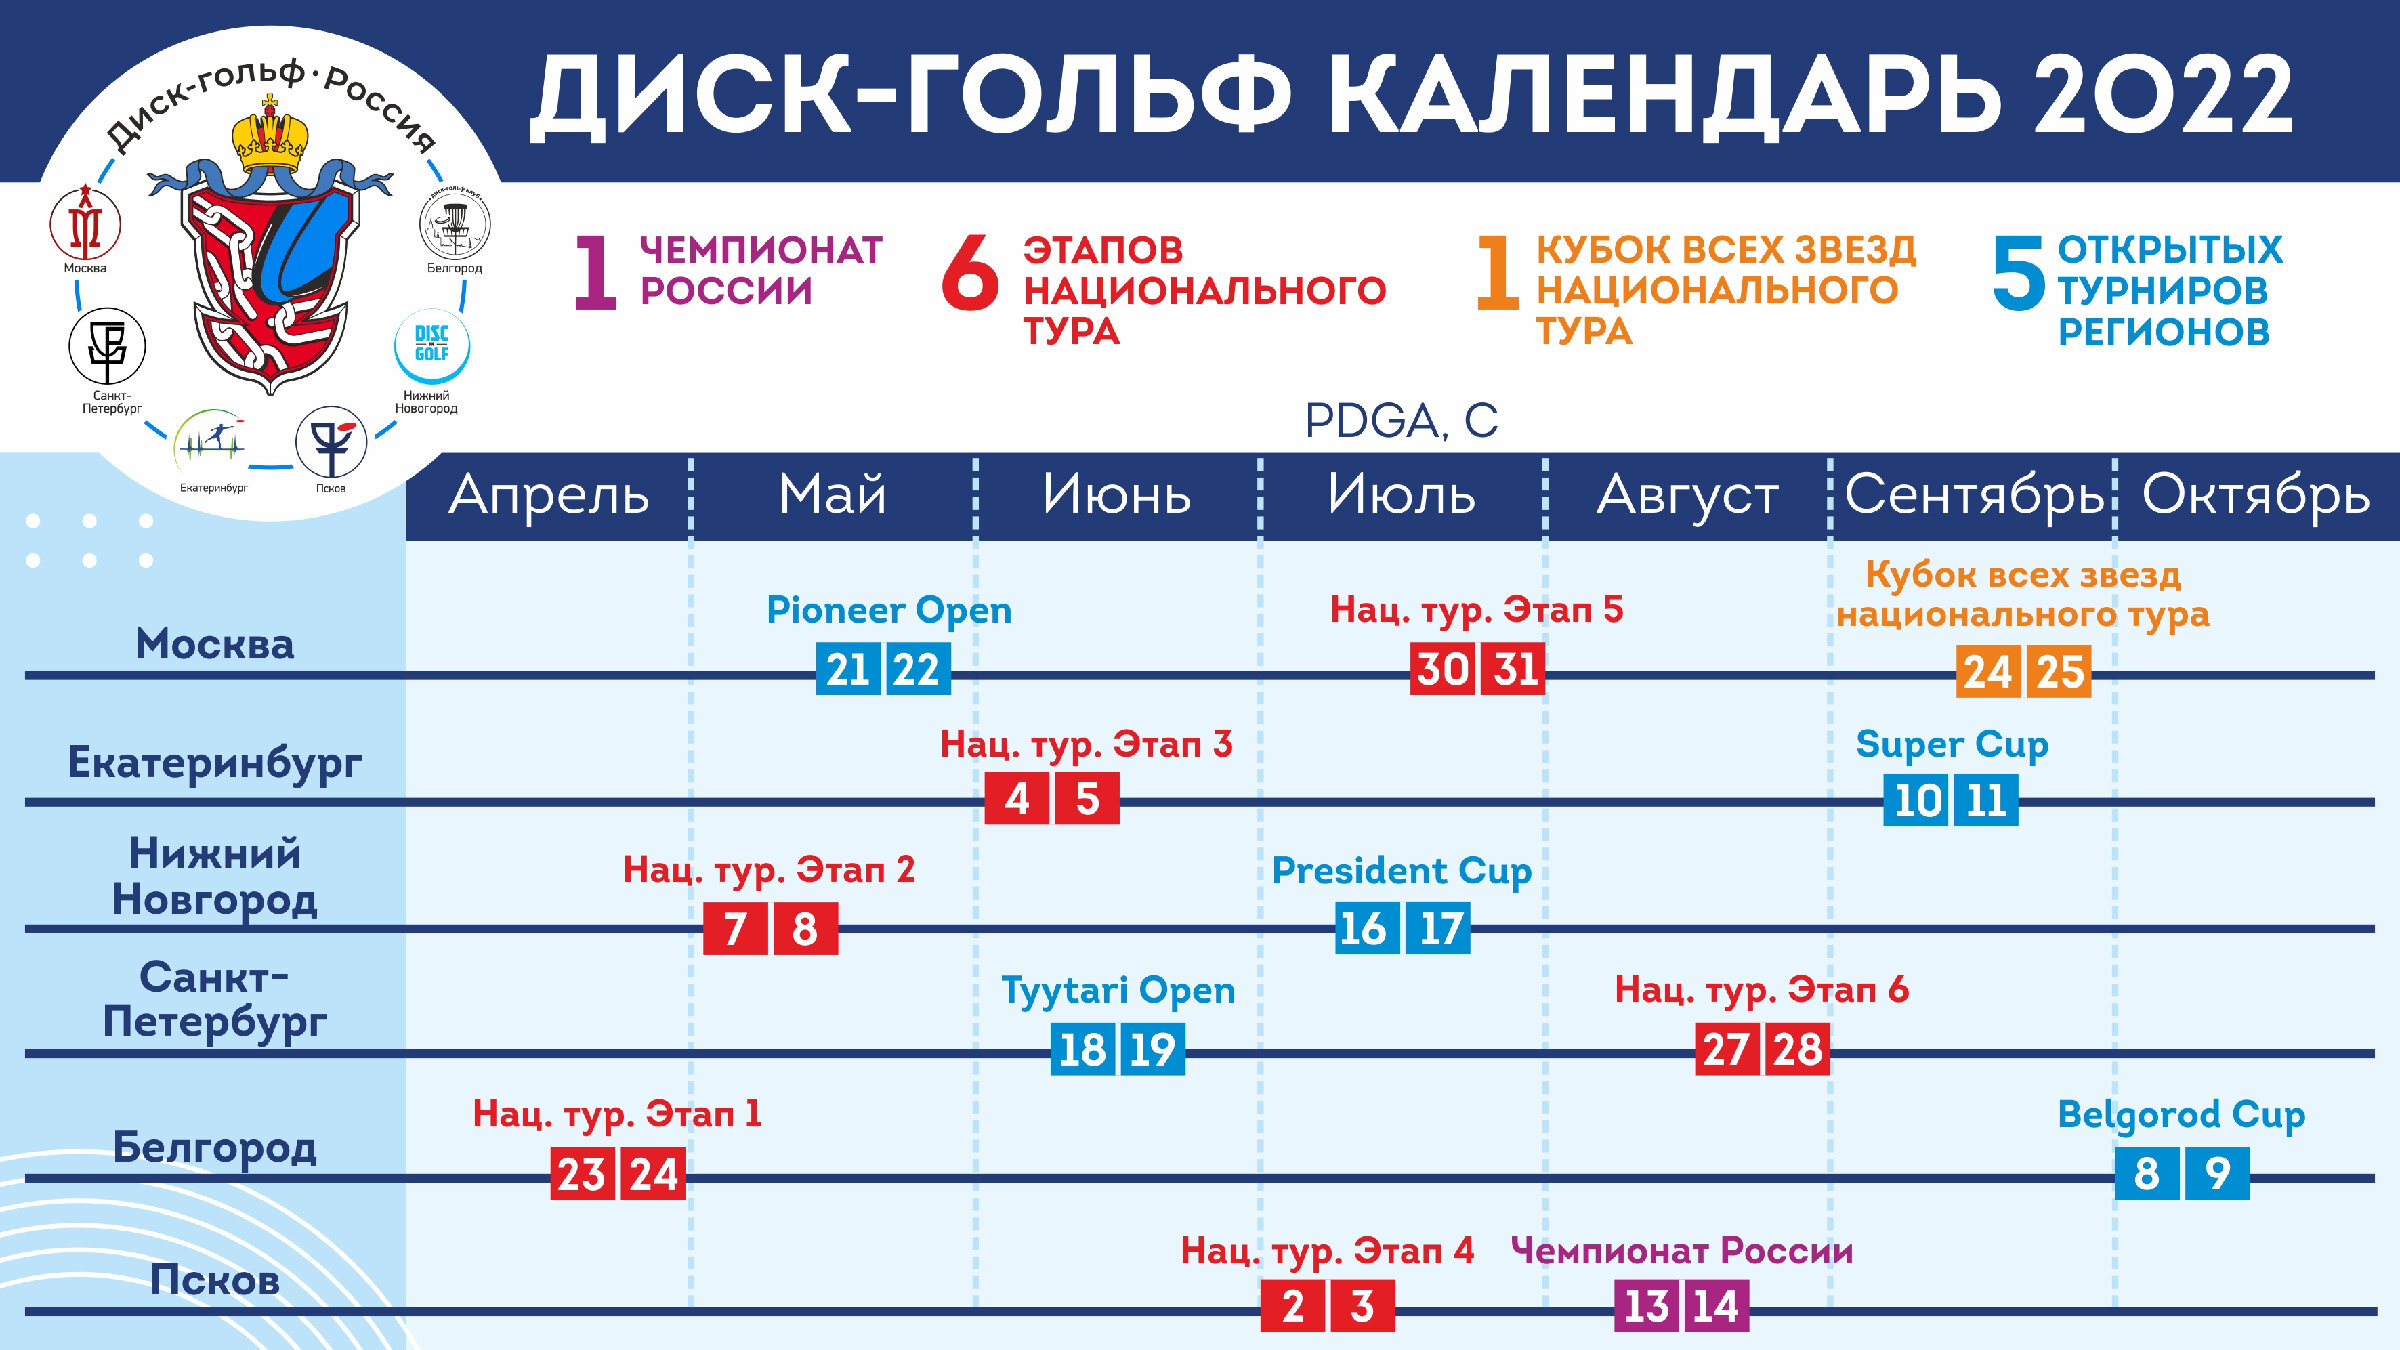 ДИСК-ГОЛЬФ КАЛЕНДАРЬ 2022
Диск-гольф · Россия
Москва
Белгород
Санкт-
Петербург
DISC
GOLF
Нижний
Новогород
Екатеринбург
Псков
1 ЧЕМПИОНАТ
РОССИИ
6 ЭТАПОВ
НАЦИОНАЛЬНОГО
ТУРА
1 КУБОК ВСЕХ ЗВЕЗД
НАЦИОНАЛЬНОГО
ТУРА
5 ОТКРЫТЫХ
ТУРНИРОВ
РЕГИОНОВ
PDGA, C
Апрель Май Июнь Июль Август Сентябрь Октябрь
Москва
Pioneer Open
21 22
Нац. тур. Этап 5
30 31
Кубок всех звезд
национального тура
24 25
Екатеринбург
Нац. тур. Этап 3
4 5
Super Cup
10 11
Нижний
Новгород
Нац. тур. Этап 2
7 8
President Cup
16 17
Санкт-
Петербург
Tyytari Open
18 19
Нац. тур. Этап 6
27 28
Белгород
Нац. тур. Этап 1
23 24
Belgorod Cup
8 9
Псков
Нац. тур. Этап 4
2 3
Чемпионат России
13 14